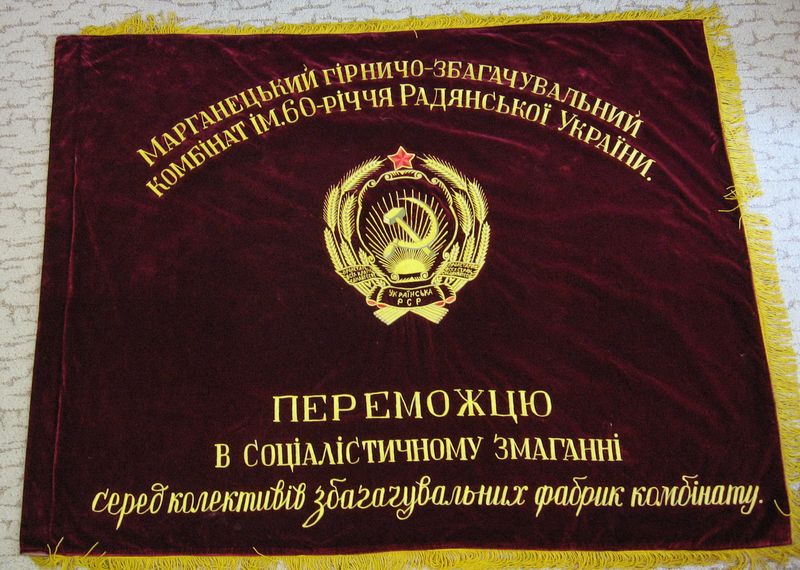 Марганецький гірничо-збагачувальний
комбінат ім. 60-річчя Радянської України.
УКРАЇНСЬКА
РСР
ПЕРЕМОЖЦЮ
В СОЦІАЛІСТИЧНОМУ ЗМАГАННІ
серед колективів збагачувальних фабрик комбінату.